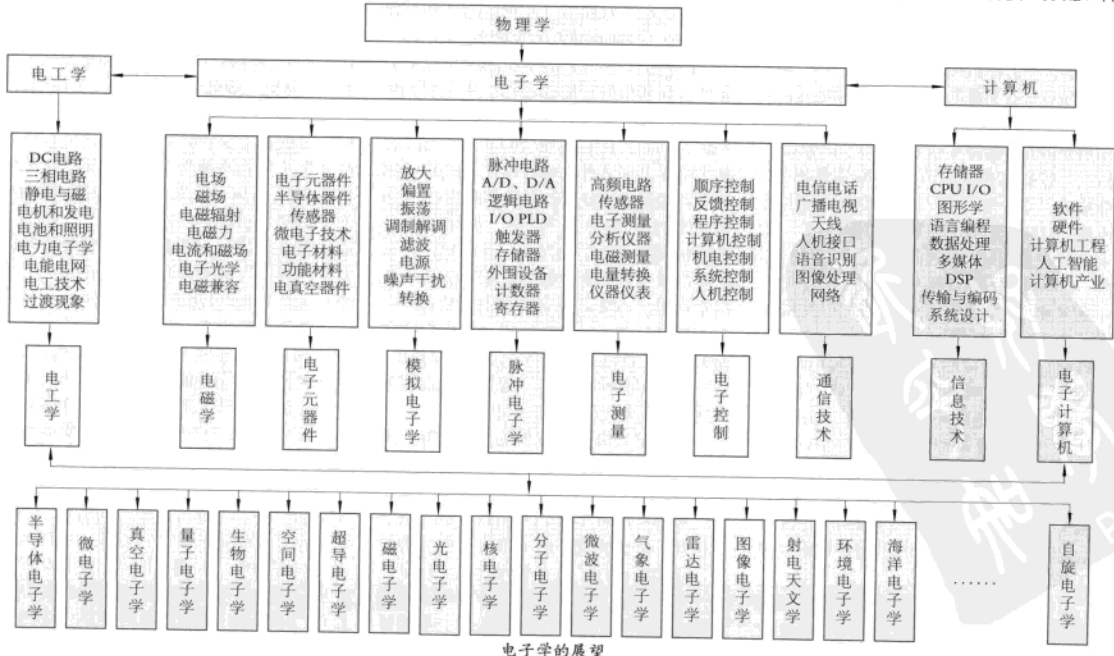 物理学
电工学
电子学
计算机
DC电路
三相电路
静电与磁
电机和发电
电池和照明
电力电子学
电能电网
电工技术
过渡现象
电场
磁场
电磁辐射
电磁力
电流和磁场
电子光学
电磁兼容
电子元器件
半导体器件
传感器
微电子技术
电子材料
功能材料
电真空器件
放大
偏置
振荡
调制解调
滤波
电源
噪声干扰
转换
脉冲电路
A/D、D/A
逻辑电路
I/O PLD
触发器
存储器
外围设备
计数器
寄存器
高频电路
传感器
电子测量
分析仪器
电磁测量
电量转换
仪器仪表
顺序控制
反馈控制
程序控制
计算机控制
机电控制
系统控制
人机控制
电信电话
广播电视
天线
人机接口
语音识别
图像处理
网络
存储器
CPU I/O
图形学
语言编程
数据处理
多媒体
DSP
传输与编码
系统设计
软件
硬件
计算机工程
人工智能
计算机产业
电工学
电磁学
电子元器件
模拟电子学
脉冲电子学
电子测量
电子控制
通信技术
信息技术
电子计算机
半导体电子学
微电子学
真空电子学
量子电子学
生物电子学
空间电子学
超导电子学
磁电子学
光电子学
核电子学
分子电子学
微波电子学
气象电子学
雷达电子学
图像电子学
射电天文学
环境电子学
海洋电子学
……
自旋电子学
电子学的展望